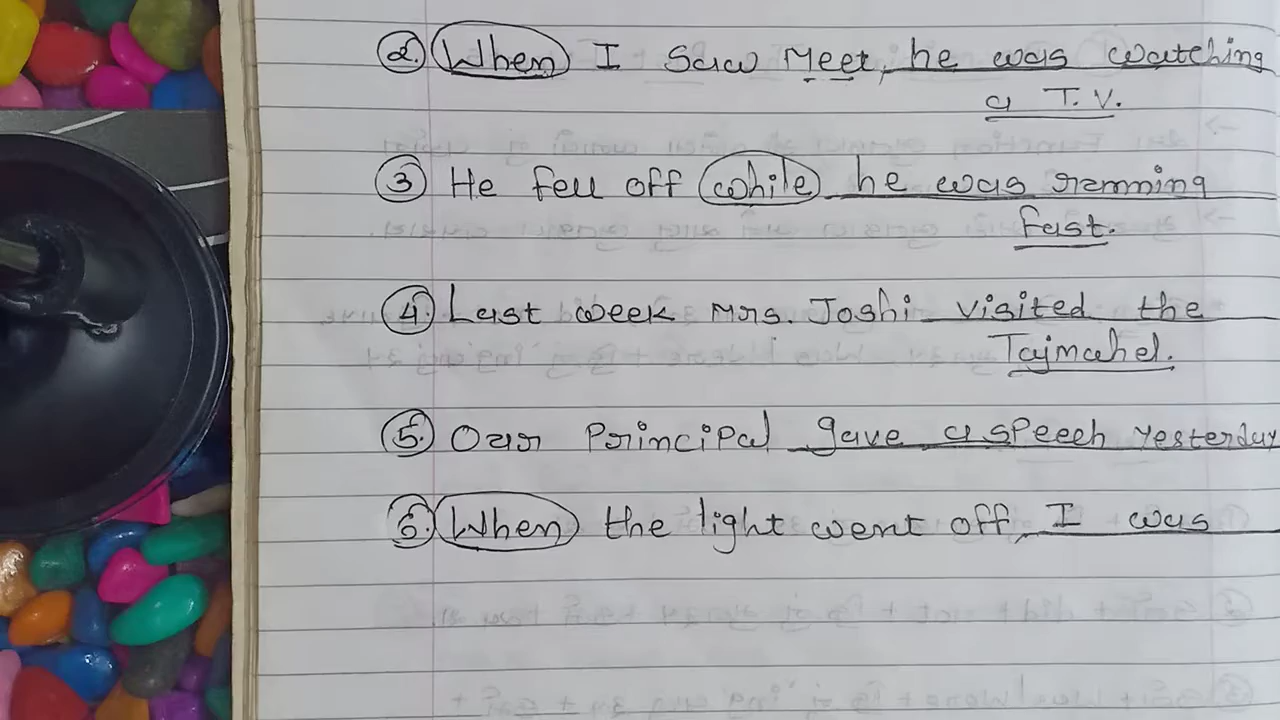 2. When I saw Meet, he was watching
a T.V.
3 He fell off while he was running
fast.
4. Last week Mrs. Joshi visited the
Tajmahel.
5. Our Principal gave a speech yesterday
6. When the light went off, I was